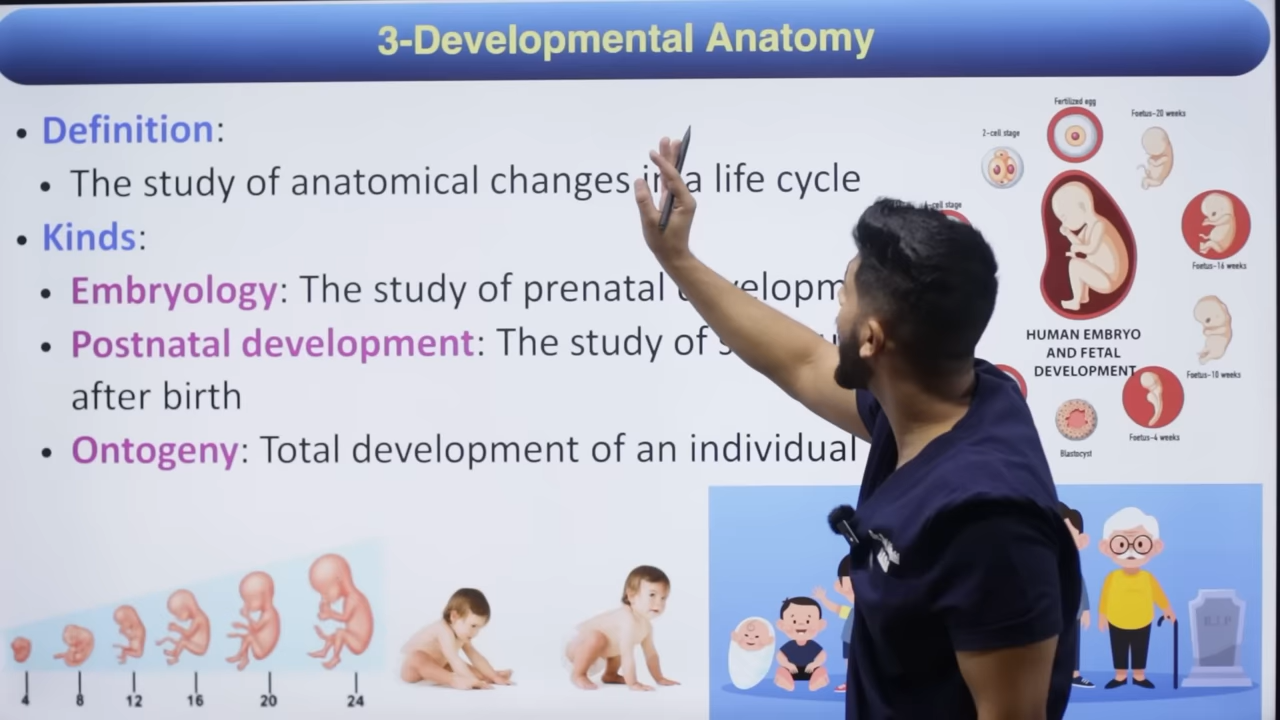 3-Developmental Anatomy
• Definition:
• The study of anatomical changes in a life cycle
• Kinds:
• Embryology: The study of prenatal
• Postnatal development: The study of
after birth
• Ontogeny: Total development of an individual
Fertilized egg
2-cell stage
Foetus-20 weeks
-cell stage
Foetus-16 weeks
HUMAN EMBRYO
AND FETAL
DEVELOPMENT
Foetus-10 weeks
Foetus-4 weeks
Blastocyst
4 8 12 16 20 24
R.I.P